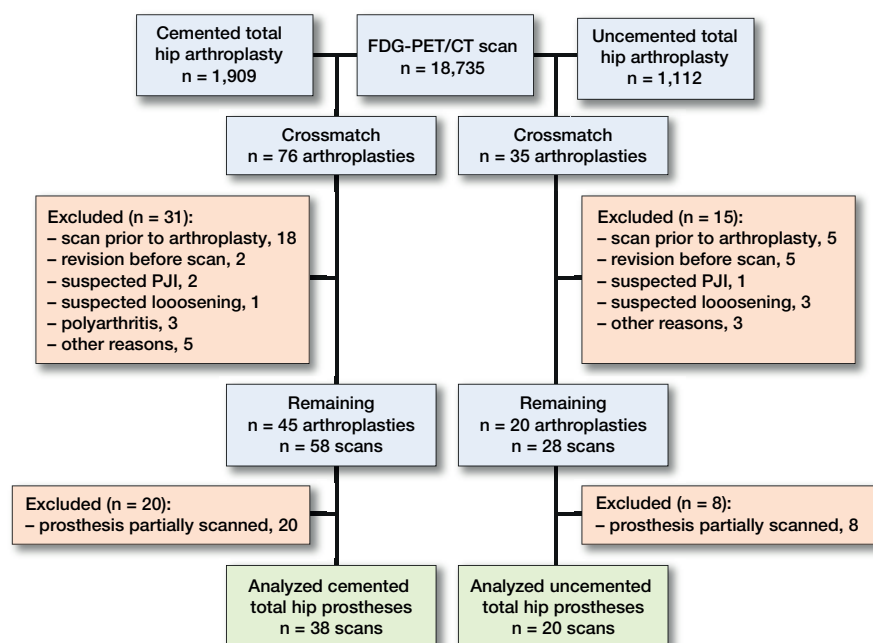 Cemented total
hip arthroplasty
n = 1,909
FDG-PET/CT scan
n = 18,735
Uncemented total
hip arthroplasty
n = 1,112
Crossmatch
n = 76 arthroplasties
Crossmatch
n = 35 arthroplasties
Excluded (n = 31):
– scan prior to arthroplasty, 18
– revision before scan, 2
– suspected PJI, 2
– suspected looosening, 1
– polyarthritis, 3
– other reasons, 5
Excluded (n = 15):
– scan prior to arthroplasty, 5
– revision before scan, 5
– suspected PJI, 1
– suspected looosening, 3
– other reasons, 3
Remaining
n = 45 arthroplasties
n = 58 scans
Remaining
n = 20 arthroplasties
n = 28 scans
Excluded (n = 20):
– prosthesis partially scanned, 20
Excluded (n = 8):
– prosthesis partially scanned, 8
Analyzed cemented
total hip prostheses
n = 38 scans
Analyzed uncemented
total hip prostheses
n = 20 scans